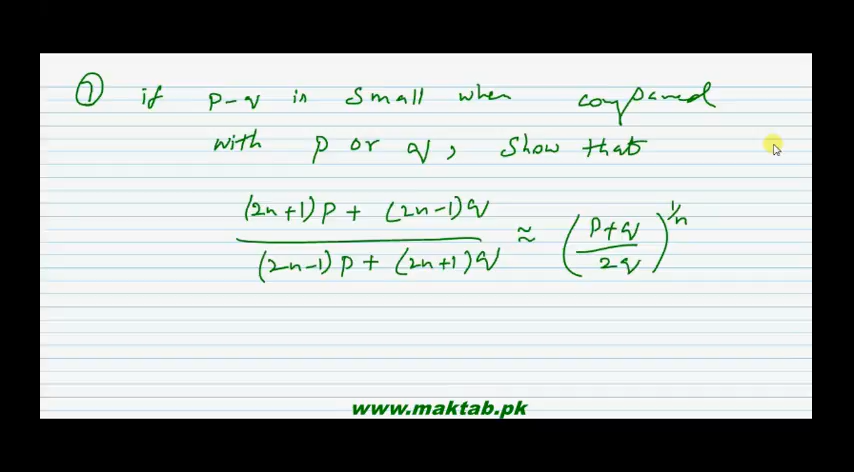 ⑦ if p-q is small when compared
with p or q, show that
((2n+1)p + (2n-1)q) / ((2n-1)p + (2n+1)q) ≈ ((p+q)/2q)^(1/n)
www.maktab.pk